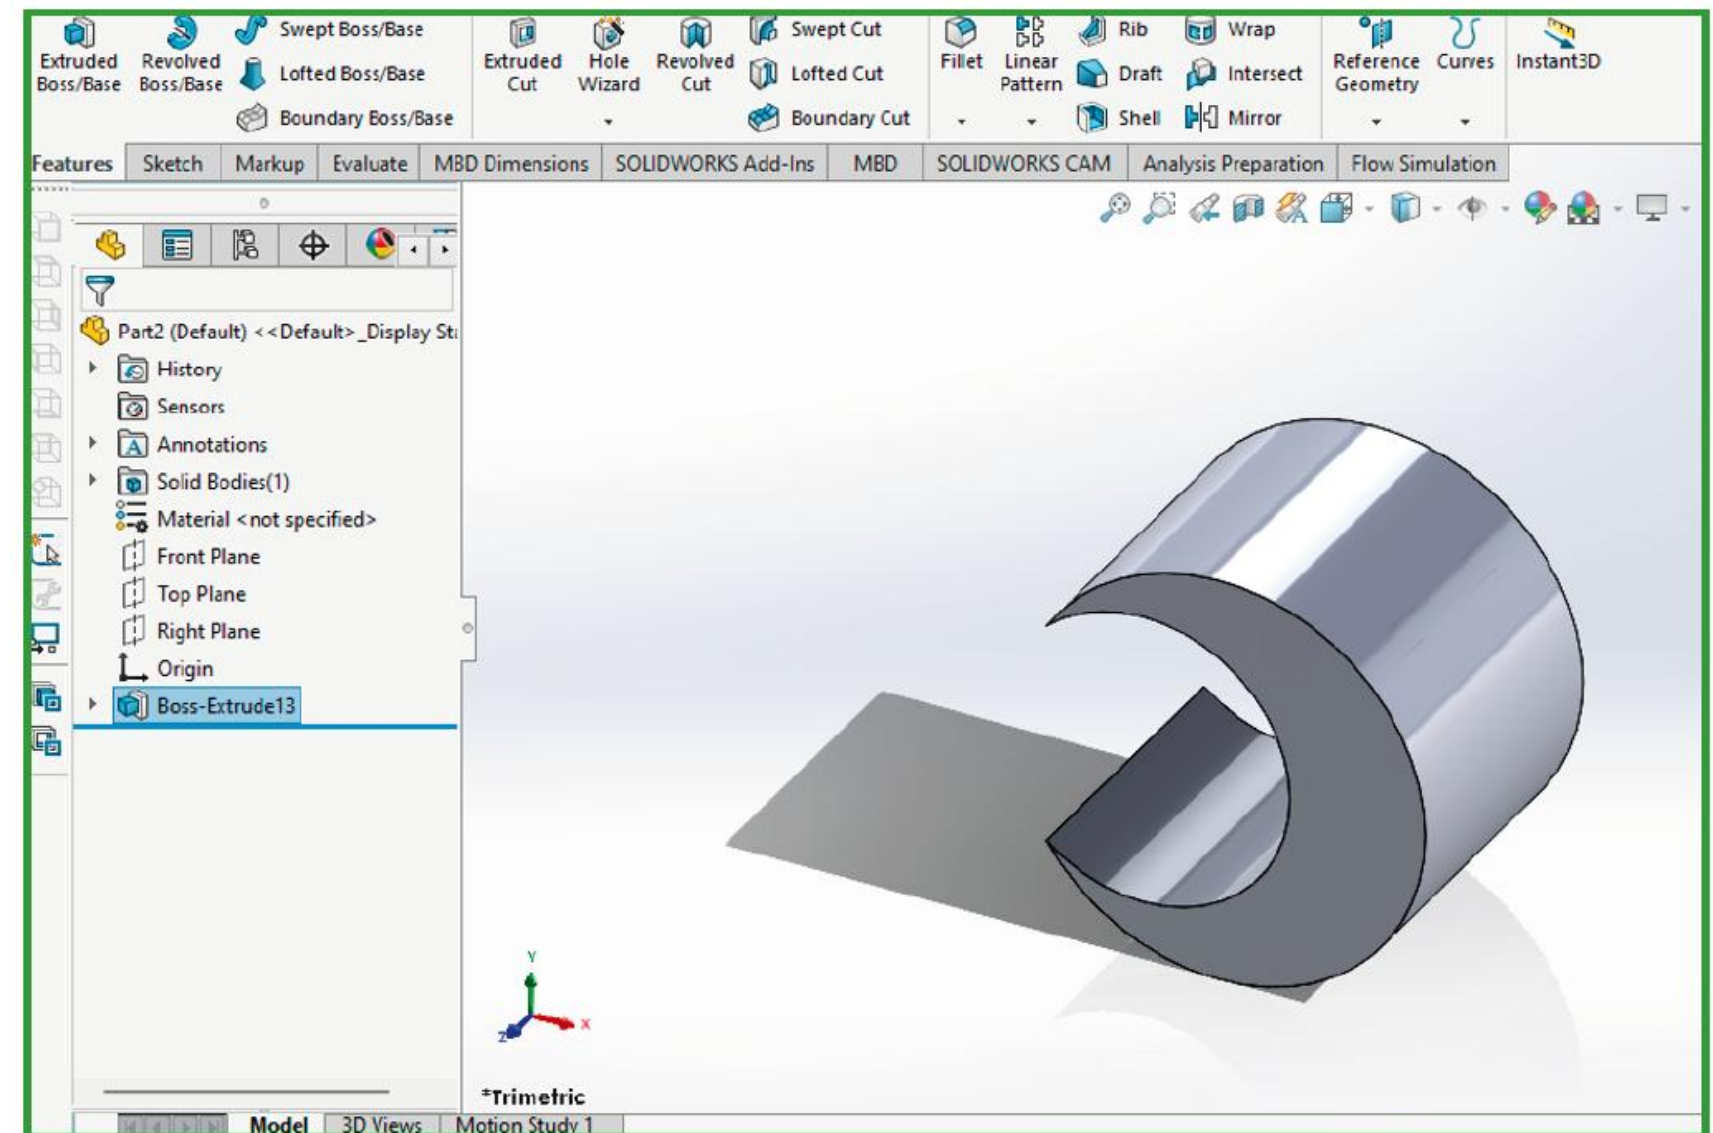 Extruded Boss/Base
Revolved Boss/Base
Swept Boss/Base
Lofted Boss/Base
Boundary Boss/Base
Extruded Cut
Hole Wizard
Revolved Cut
Swept Cut
Lofted Cut
Boundary Cut
Fillet
Linear Pattern
Rib
Draft
Shell
Wrap
Intersect
Mirror
Reference Geometry
Curves
Instant3D
Features
Sketch
Markup
Evaluate
MBD Dimensions
SOLIDWORKS Add-Ins
MBD
SOLIDWORKS CAM
Analysis Preparation
Flow Simulation
Part2 (Default) <<Default>_Display Sta
History
Sensors
Annotations
Solid Bodies(1)
Material <not specified>
Front Plane
Top Plane
Right Plane
Origin
Boss-Extrude13
Y
X
Z
*Trimetric
Model
3D Views
Motion Study 1